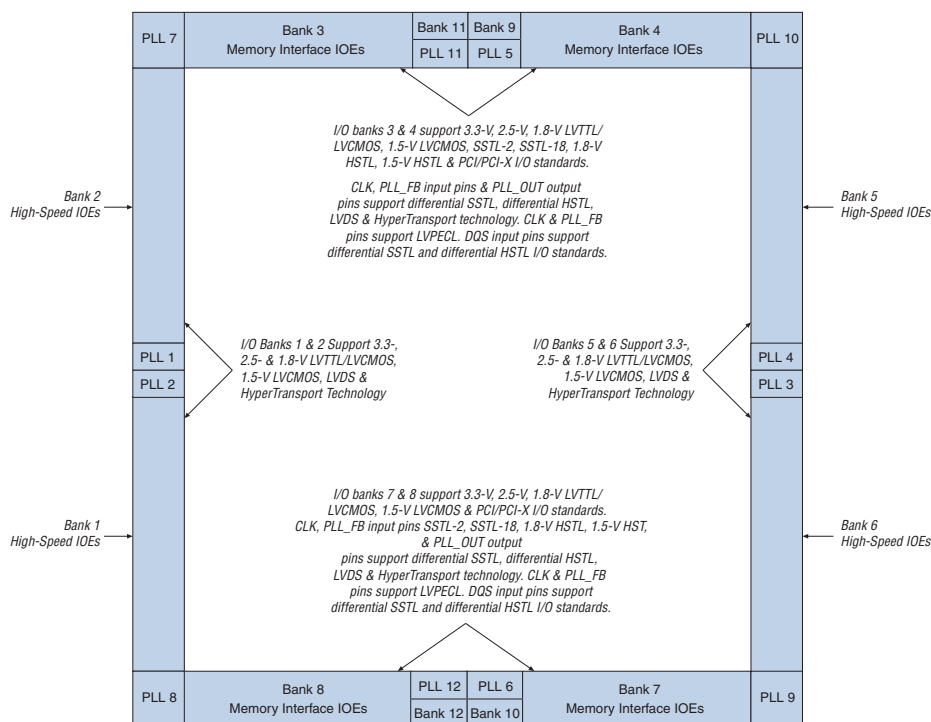 PLL 7
Bank 3
Memory Interface IOEs
Bank 11
Bank 9
PLL 11
PLL 5
Bank 4
Memory Interface IOEs
PLL 10
I/O banks 3 & 4 support 3.3-V, 2.5-V, 1.8-V LVTTL/
LVCMOS, 1.5-V LVCMOS, SSTL-2, SSTL-18, 1.8-V
HSTL, 1.5-V HSTL & PCI/PCI-X I/O standards.
CLK, PLL_FB input pins & PLL_OUT output
pins support differential SSTL, differential HSTL,
LVDS & HyperTransport technology. CLK & PLL_FB
pins support LVPECL. DQS input pins support
differential SSTL and differential HSTL I/O standards.
Bank 2
High-Speed IOEs
Bank 5
High-Speed IOEs
PLL 1
PLL 2
I/O Banks 1 & 2 Support 3.3-,
2.5- & 1.8-V LVTTL/LVCMOS,
1.5-V LVCMOS, LVDS &
HyperTransport Technology
I/O Banks 5 & 6 Support 3.3-,
2.5- & 1.8-V LVTTL/LVCMOS,
1.5-V LVCMOS, LVDS &
HyperTransport Technology
PLL 4
PLL 3
Bank 1
High-Speed IOEs
Bank 6
High-Speed IOEs
I/O banks 7 & 8 support 3.3-V, 2.5-V, 1.8-V LVTTL/
LVCMOS, 1.5-V LVCMOS & PCI/PCI-X I/O standards.
CLK, PLL_FB input pins SSTL-2, SSTL-18, 1.8-V HSTL, 1.5-V HST,
& PLL_OUT output
pins support differential SSTL, differential HSTL,
LVDS & HyperTransport technology. CLK & PLL_FB
pins support LVPECL. DQS input pins support
differential SSTL and differential HSTL I/O standards.
PLL 8
Bank 8
Memory Interface IOEs
PLL 12
PLL 6
Bank 12
Bank 10
Bank 7
Memory Interface IOEs
PLL 9